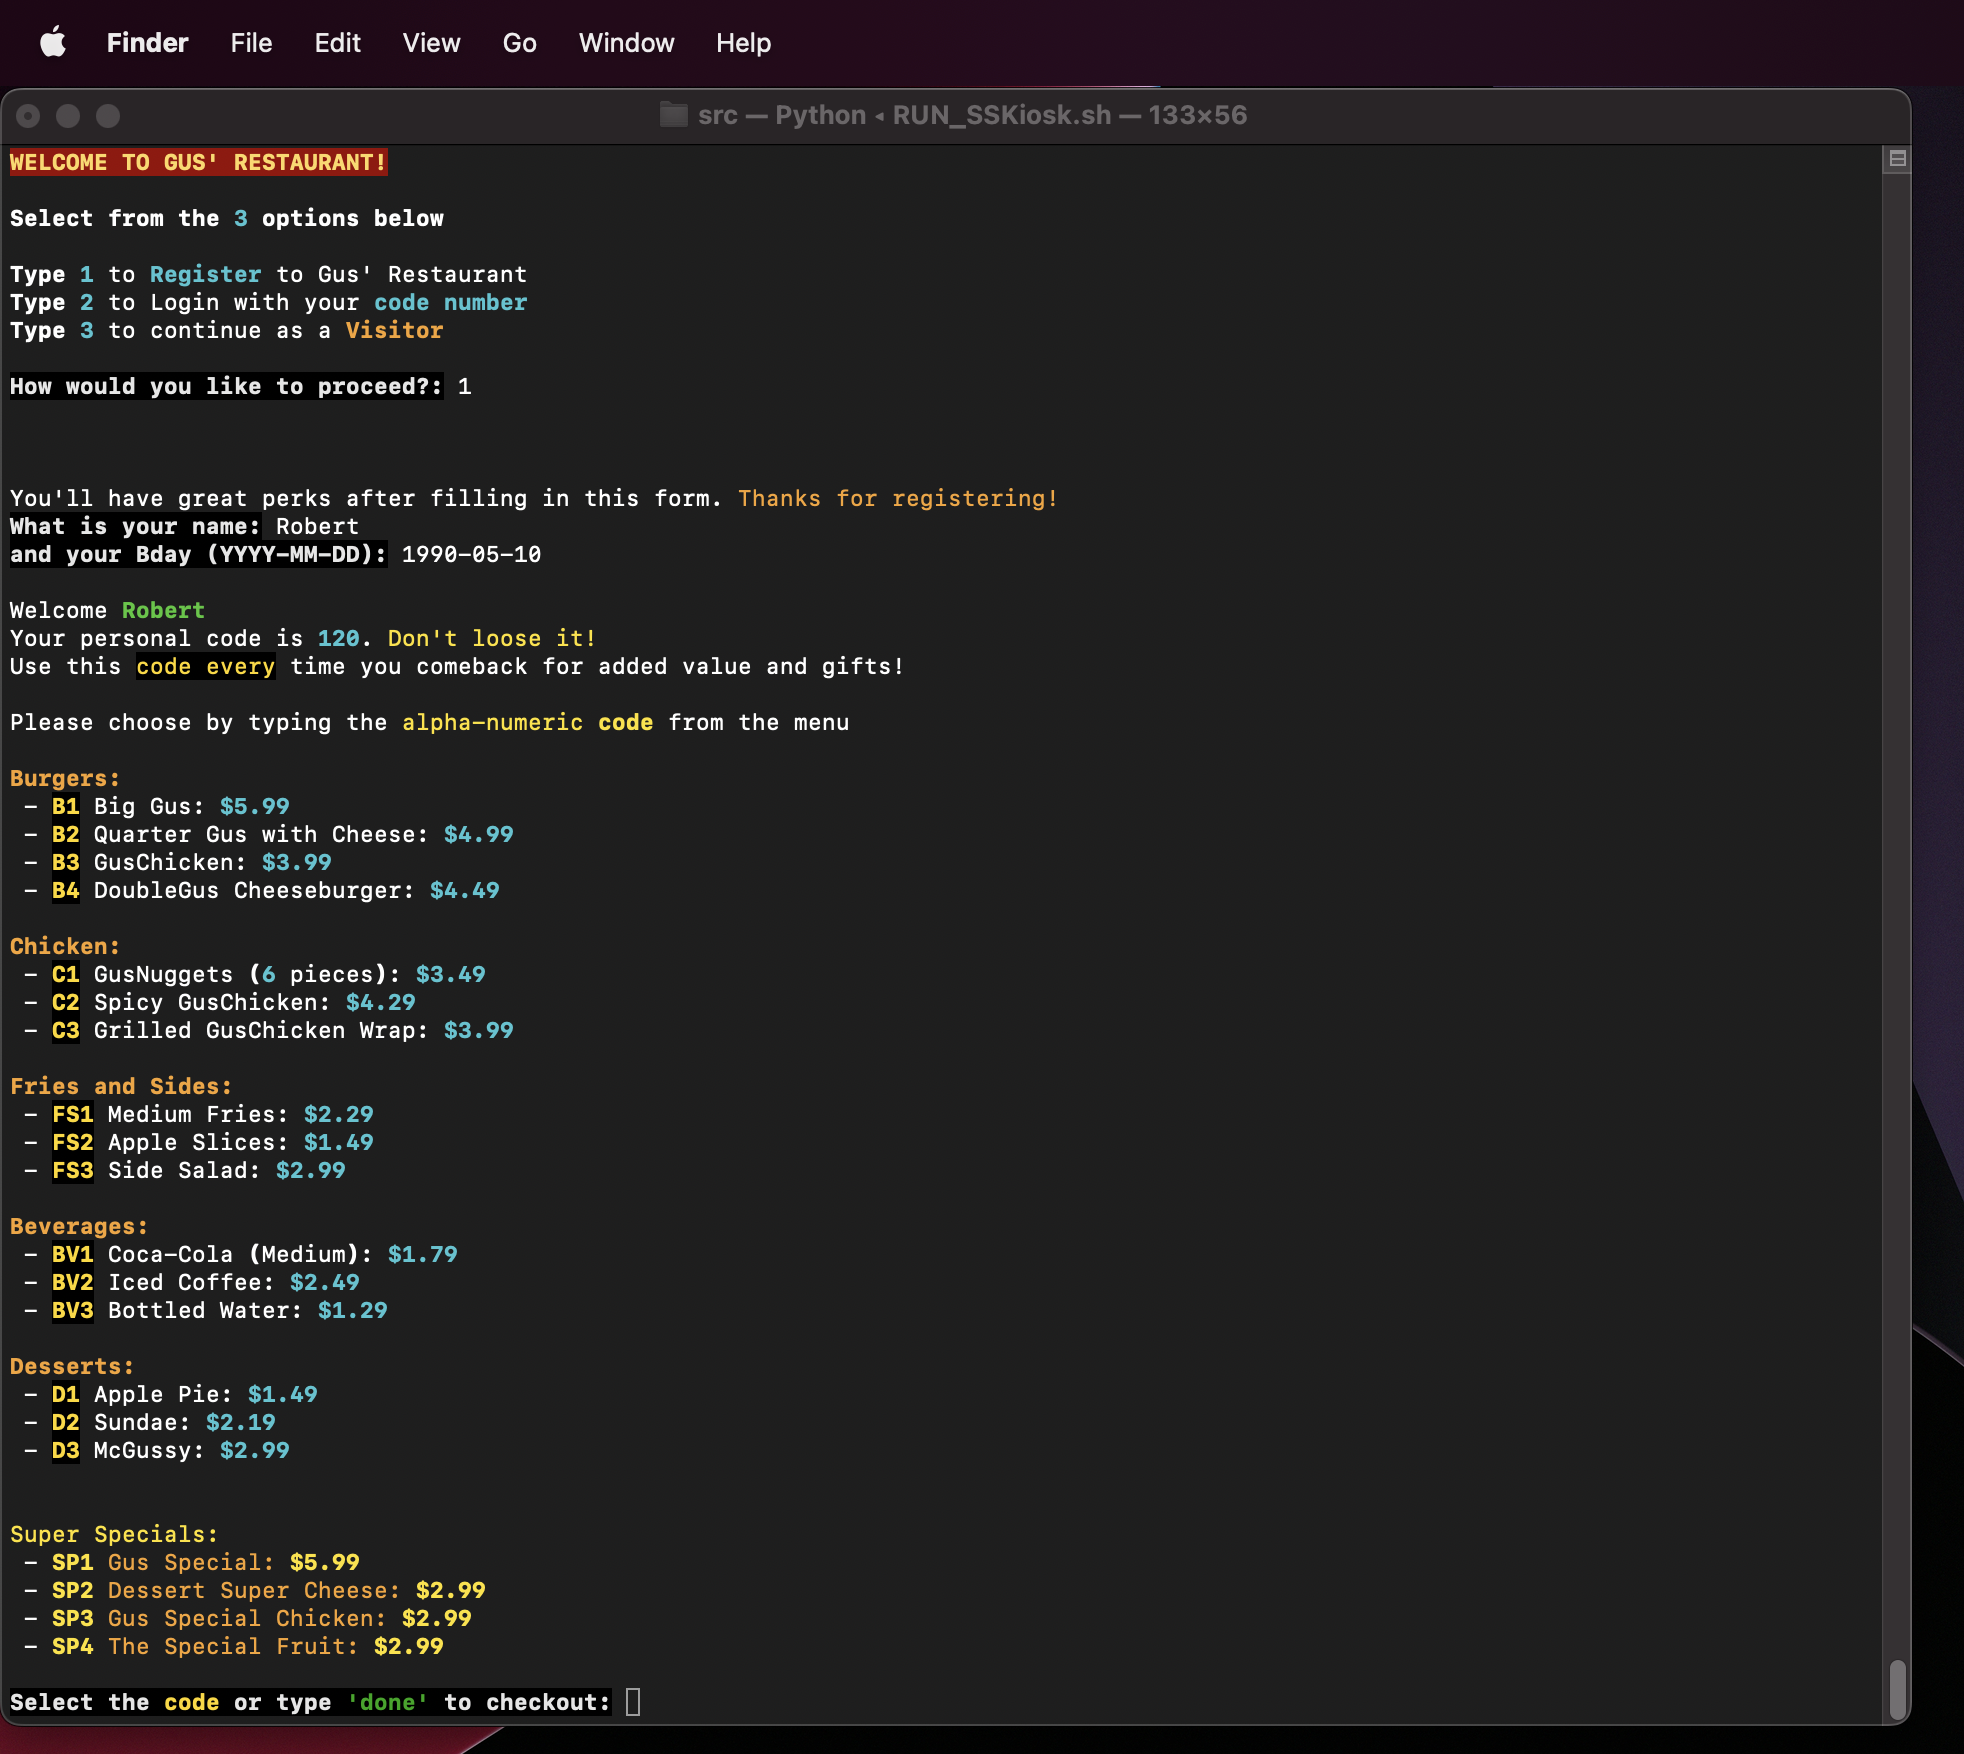 Finder File Edit View Go Window Help
src — Python ◂ RUN_SSKiosk.sh — 133×56
WELCOME TO GUS' RESTAURANT!
Select from the 3 options below
Type 1 to Register to Gus' Restaurant
Type 2 to Login with your code number
Type 3 to continue as a Visitor
How would you like to proceed?: 1
You'll have great perks after filling in this form. Thanks for registering!
What is your name: Robert
and your Bday (YYYY-MM-DD): 1990-05-10
Welcome Robert
Your personal code is 120. Don't loose it!
Use this code every time you comeback for added value and gifts!
Please choose by typing the alpha-numeric code from the menu
Burgers:
- B1 Big Gus: $5.99
- B2 Quarter Gus with Cheese: $4.99
- B3 GusChicken: $3.99
- B4 DoubleGus Cheeseburger: $4.49
Chicken:
- C1 GusNuggets (6 pieces): $3.49
- C2 Spicy GusChicken: $4.29
- C3 Grilled GusChicken Wrap: $3.99
Fries and Sides:
- FS1 Medium Fries: $2.29
- FS2 Apple Slices: $1.49
- FS3 Side Salad: $2.99
Beverages:
- BV1 Coca-Cola (Medium): $1.79
- BV2 Iced Coffee: $2.49
- BV3 Bottled Water: $1.29
Desserts:
- D1 Apple Pie: $1.49
- D2 Sundae: $2.19
- D3 McGussy: $2.99
Super Specials:
- SP1 Gus Special: $5.99
- SP2 Dessert Super Cheese: $2.99
- SP3 Gus Special Chicken: $2.99
- SP4 The Special Fruit: $2.99
Select the code or type 'done' to checkout: